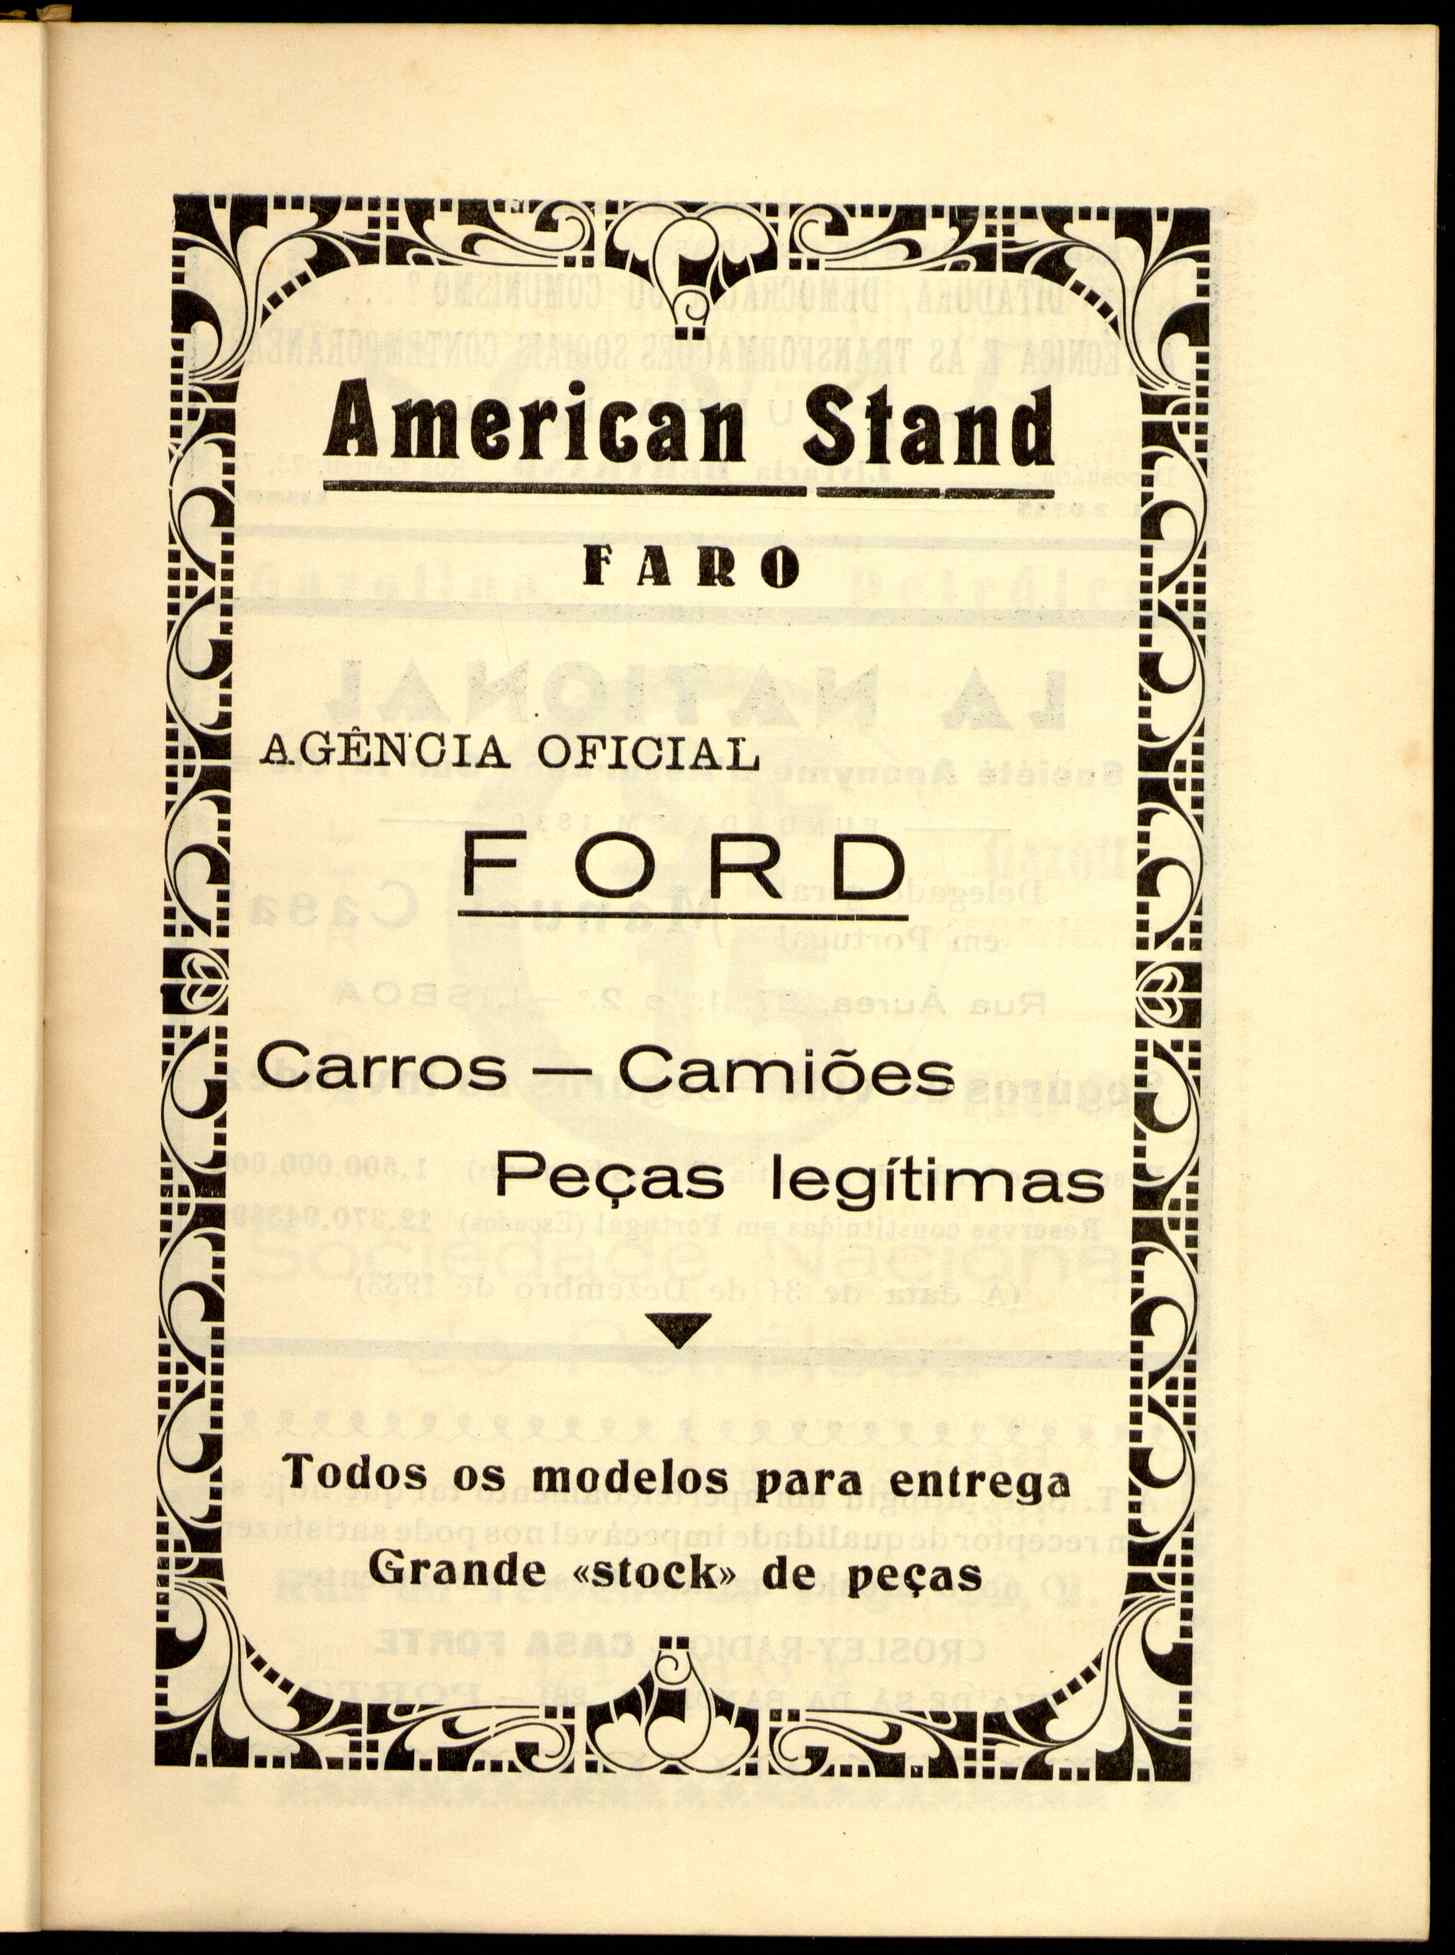 American Stand
FARO
AGÊNCIA OFICIAL
FORD
Carros — Camiões
Peças legítimas
Todos os modelos para entrega
Grande «stock» de peças